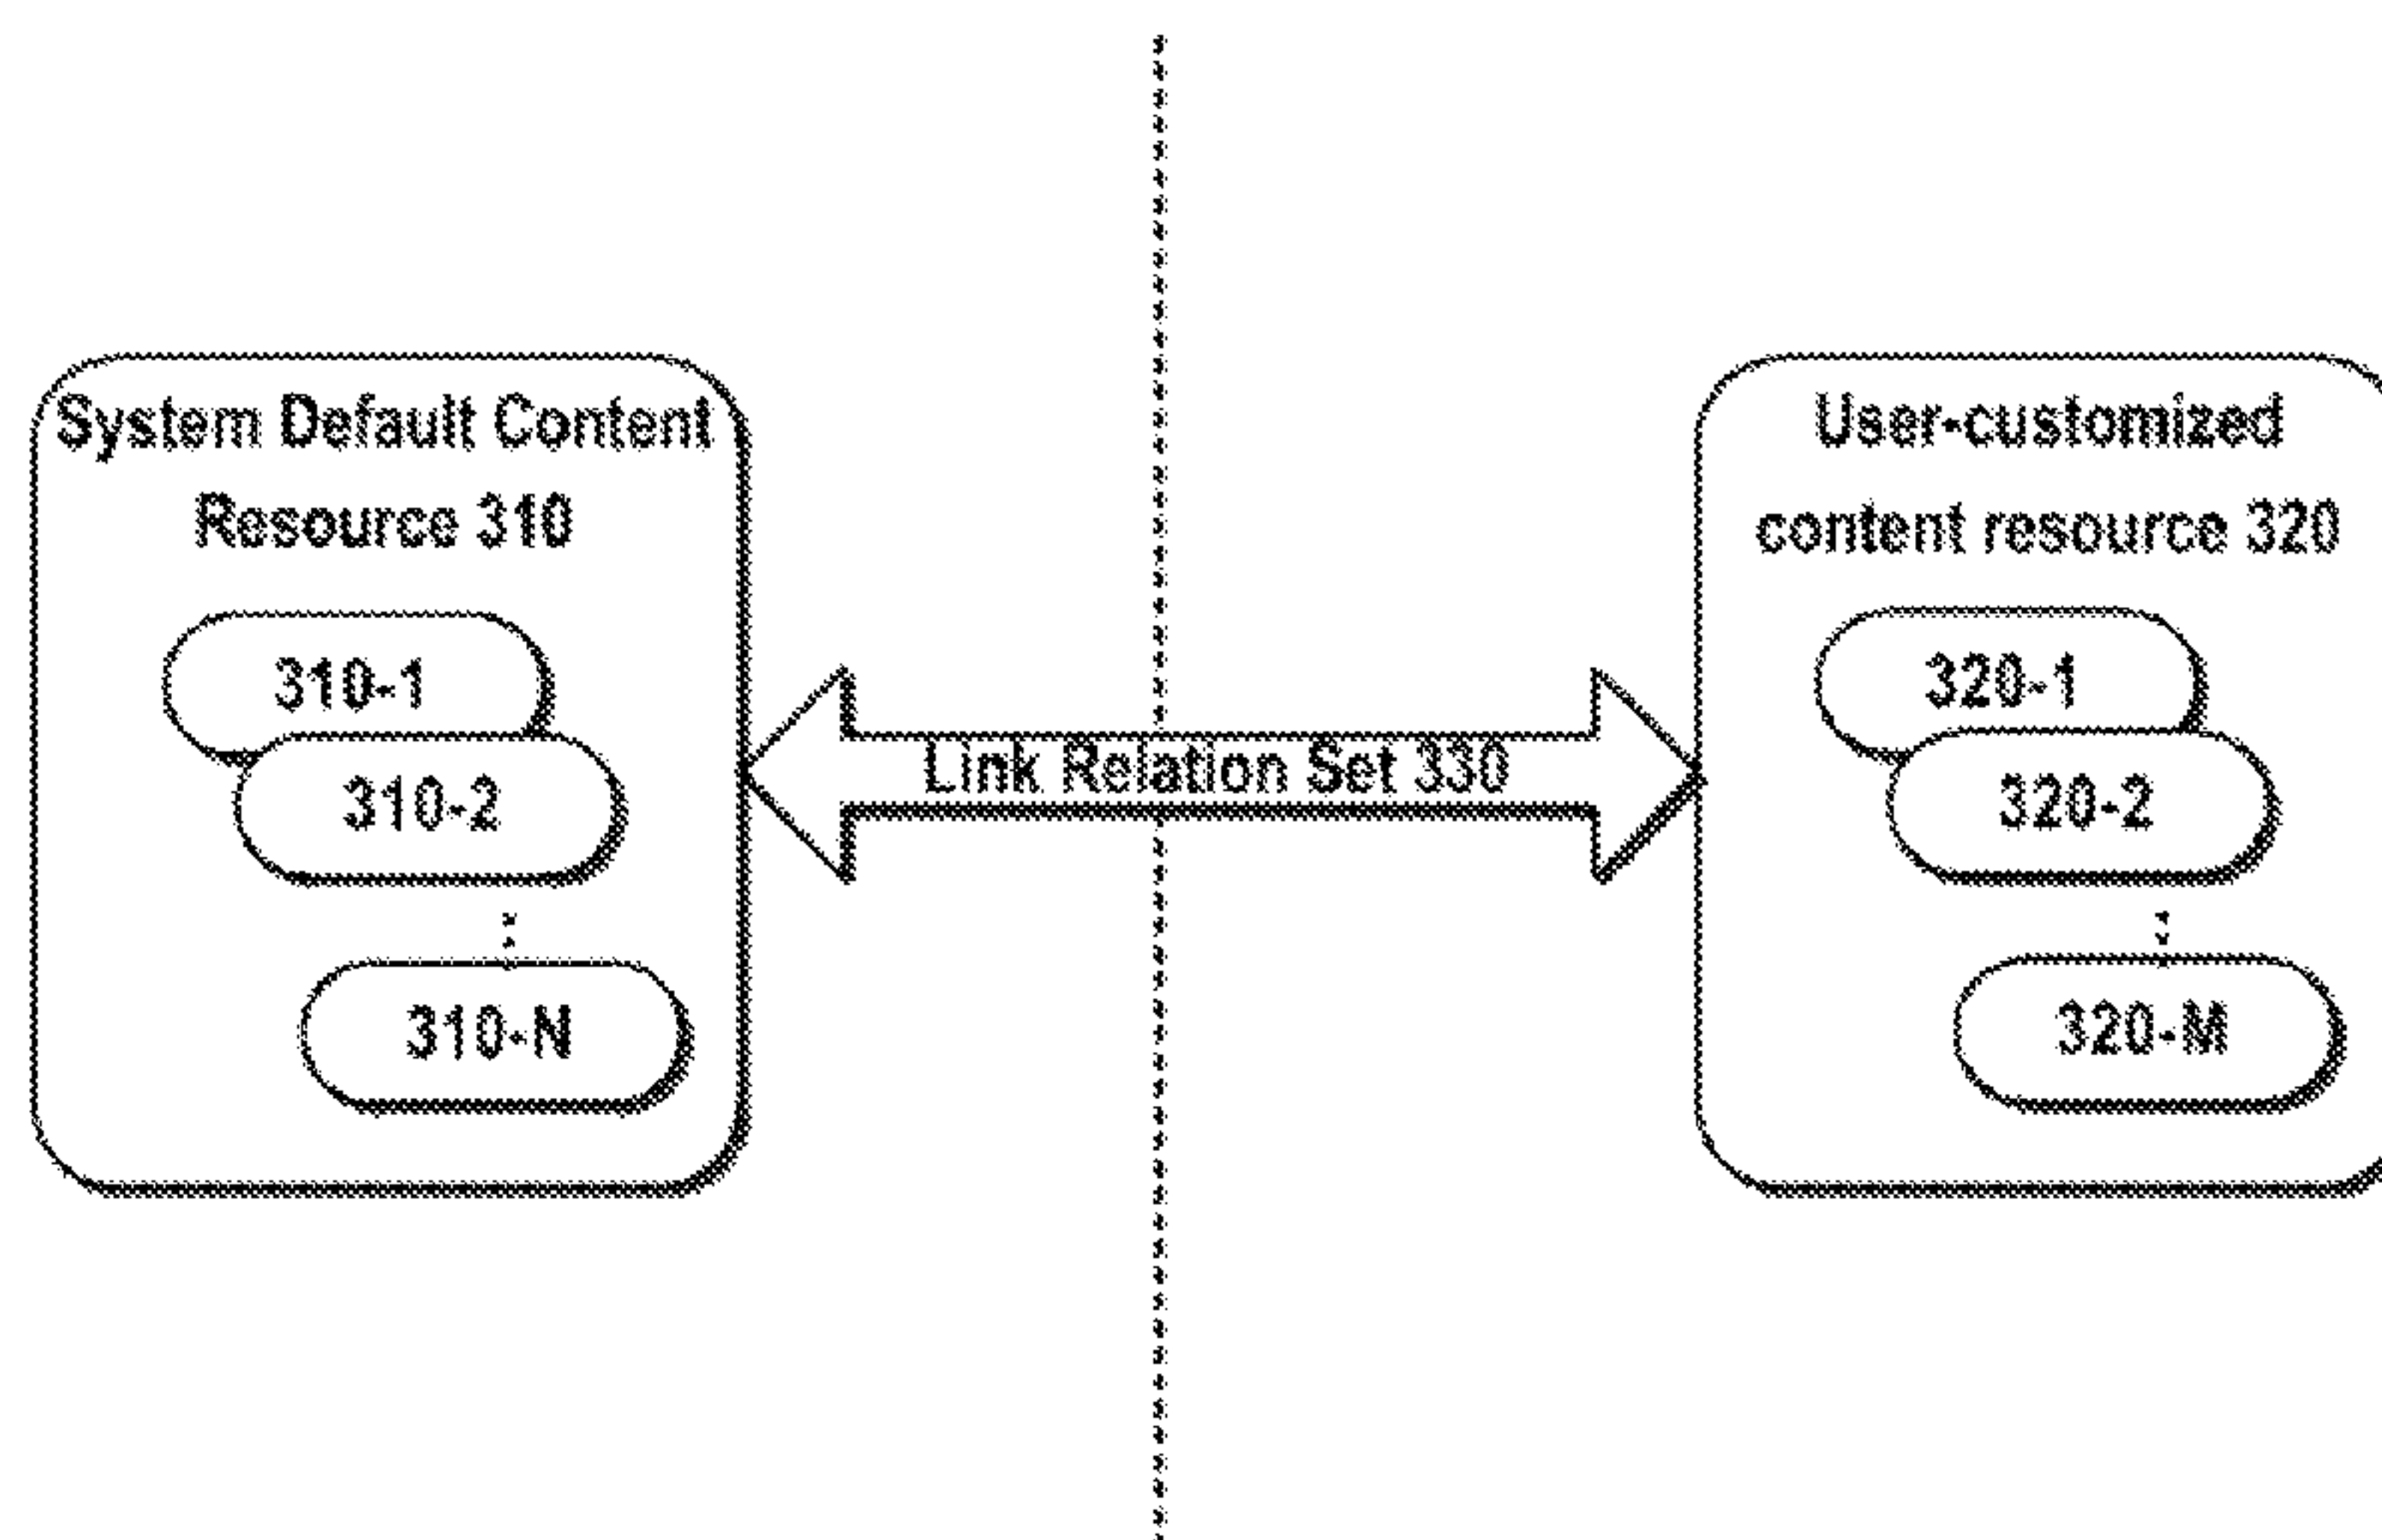 System Default Content
Resource 310
310-1
310-2
310-N
Link Relation Set 330
User-customized
content resource 320
320-1
320-2
320-M